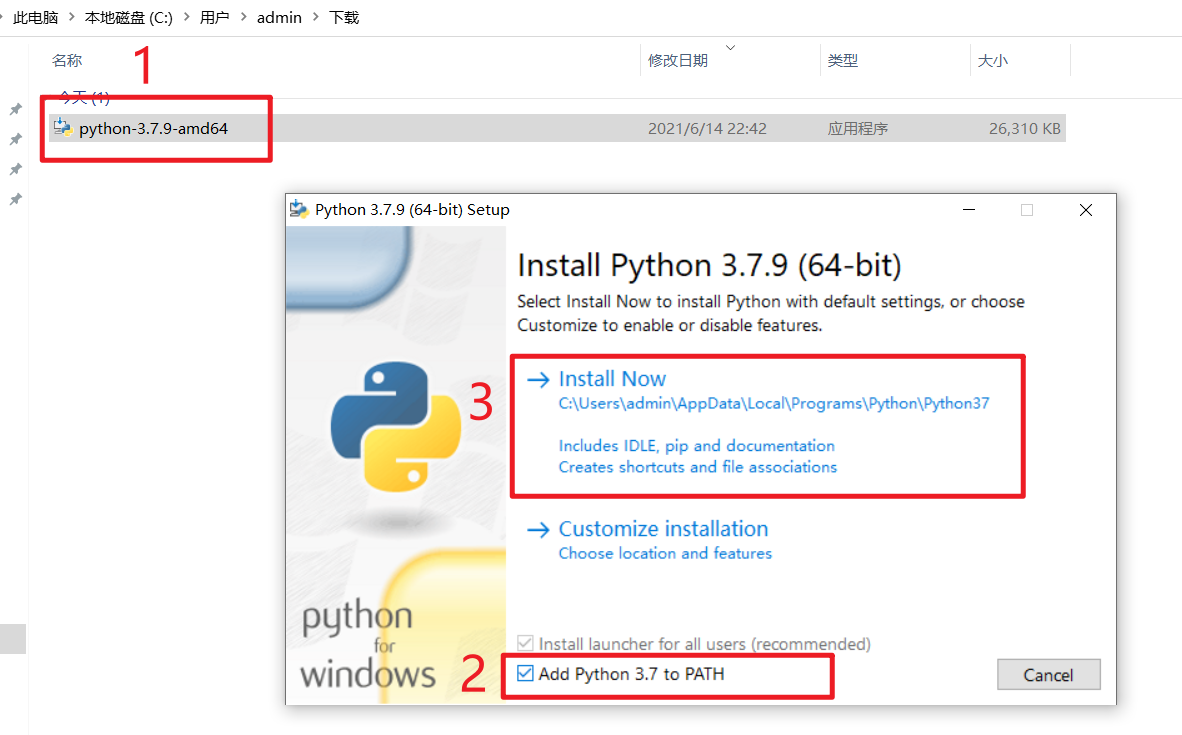 此电脑 > 本地磁盘 (C:) > 用户 > admin > 下载
名称 修改日期 类型 大小
1
今天 (1)
python-3.7.9-amd64 2021/6/14 22:42 应用程序 26,310 KB
Python 3.7.9 (64-bit) Setup
Install Python 3.7.9 (64-bit)
Select Install Now to install Python with default settings, or choose
Customize to enable or disable features.
3
Install Now
C:\Users\admin\AppData\Local\Programs\Python\Python37
Includes IDLE, pip and documentation
Creates shortcuts and file associations
Customize installation
Choose location and features
python
for
windows
Install launcher for all users (recommended)
2
Add Python 3.7 to PATH
Cancel